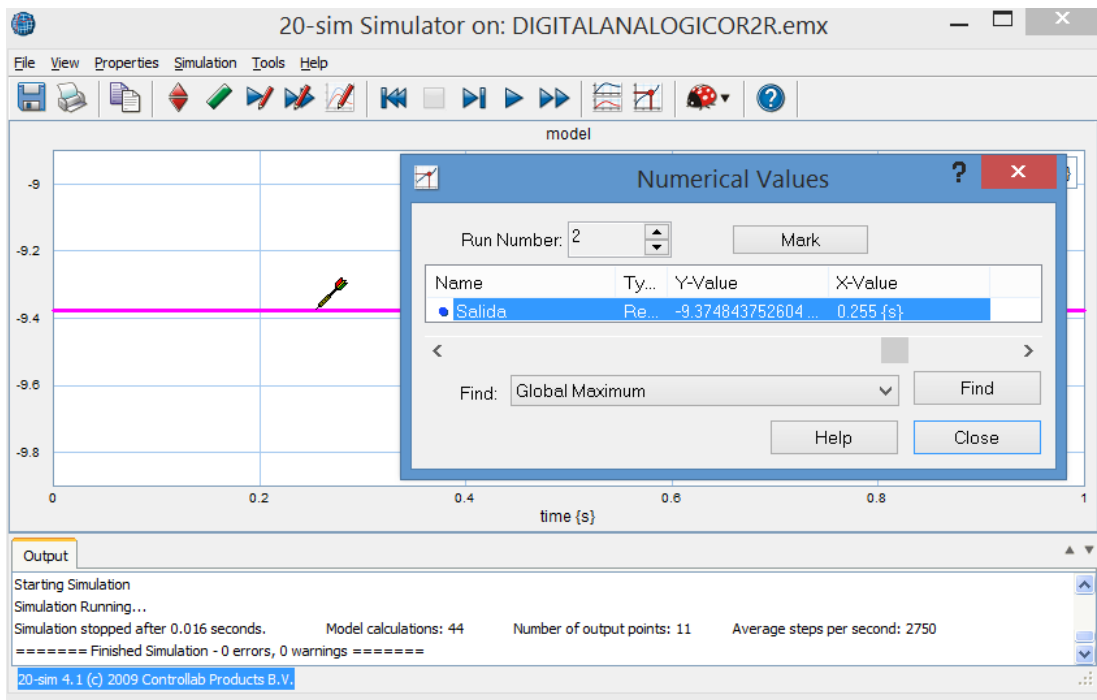 20-sim Simulator on: DIGITALANALOGICOR2R.emx
File View Properties Simulation Tools Help
model
Numerical Values
Run Number: 2 Mark
Name Ty... Y-Value X-Value
Salida Re... -9.374843752604 ... 0.255 {s}
Find: Global Maximum Find
Help Close
-9
-9.2
-9.4
-9.6
-9.8
0 0.2 0.4 0.6 0.8 1
time {s}
Output
Starting Simulation
Simulation Running...
Simulation stopped after 0.016 seconds. Model calculations: 44 Number of output points: 11 Average steps per second: 2750
======= Finished Simulation - 0 errors, 0 warnings =======
20-sim 4.1 (c) 2009 Controllab Products B.V.